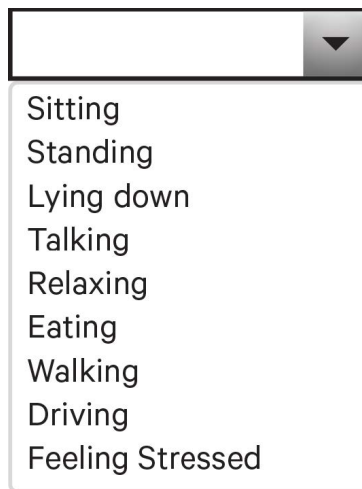 Sitting
Standing
Lying down
Talking
Relaxing
Eating
Walking
Driving
Feeling Stressed